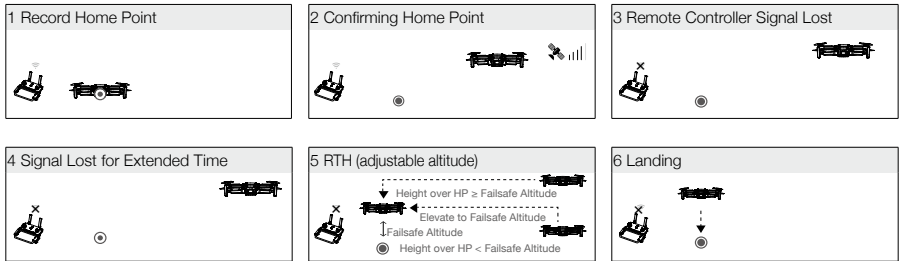 1 Record Home Point
2 Confirming Home Point
3 Remote Controller Signal Lost
4 Signal Lost for Extended Time
5 RTH (adjustable altitude)
Height over HP ≥ Failsafe Altitude
Elevate to Failsafe Altitude
Failsafe Altitude
Height over HP < Failsafe Altitude
6 Landing